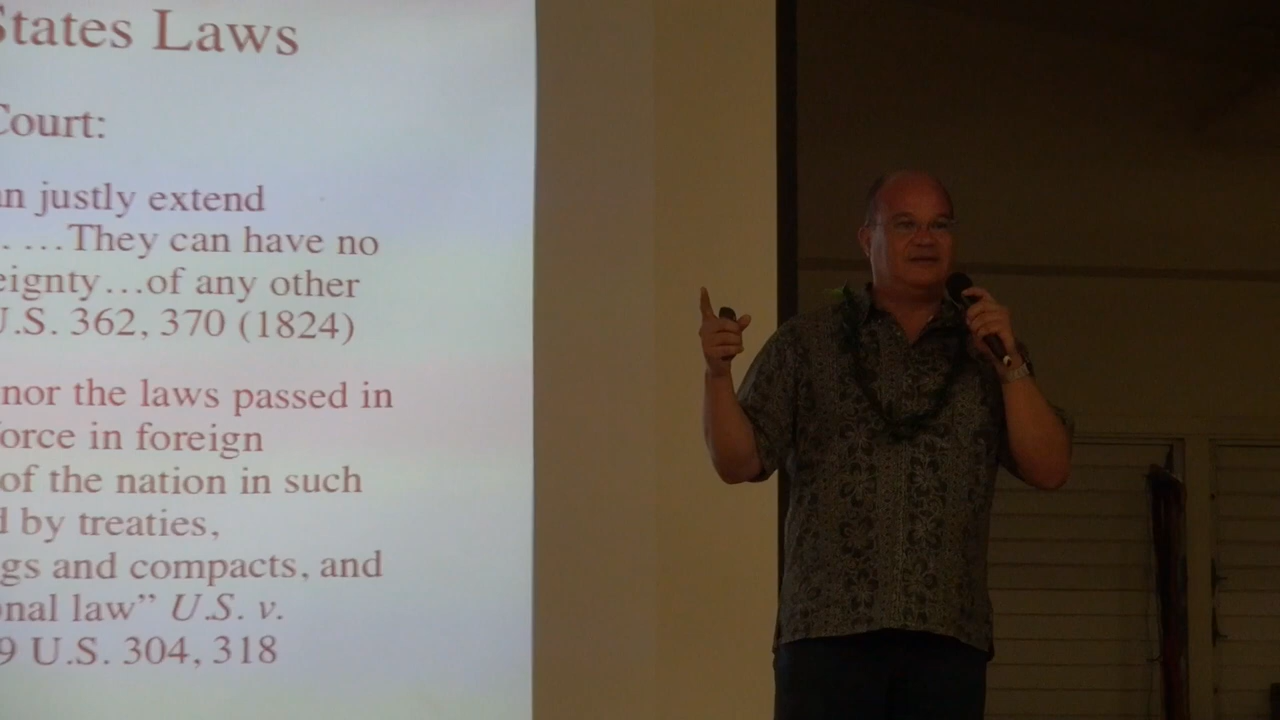 States Laws
Court:
justly extend
. …They can have no
eignty…of any other
U.S. 362, 370 (1824)
nor the laws passed in
force in foreign
of the nation in such
by treaties,
gs and compacts, and
onal law” U.S. v.
9 U.S. 304, 318